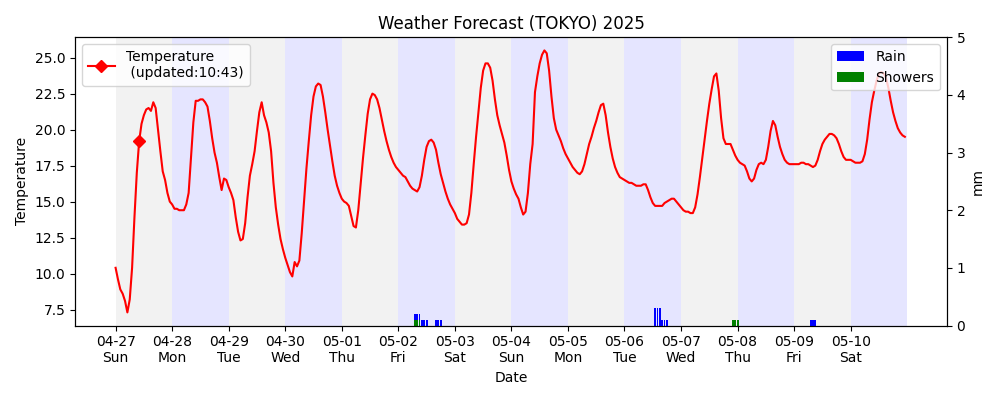 Weather Forecast (TOKYO) 2025
Temperature
(updated:10:43)
Rain
Showers
Temperature
25.0
22.5
20.0
17.5
15.0
12.5
10.0
7.5
5
4
3
2
1
0
mm
04-27 04-28 04-29 04-30 05-01 05-02 05-03 05-04 05-05 05-06 05-07 05-08 05-09 05-10
Sun Mon Tue Wed Thu Fri Sat Sun Mon Tue Wed Thu Fri Sat
Date